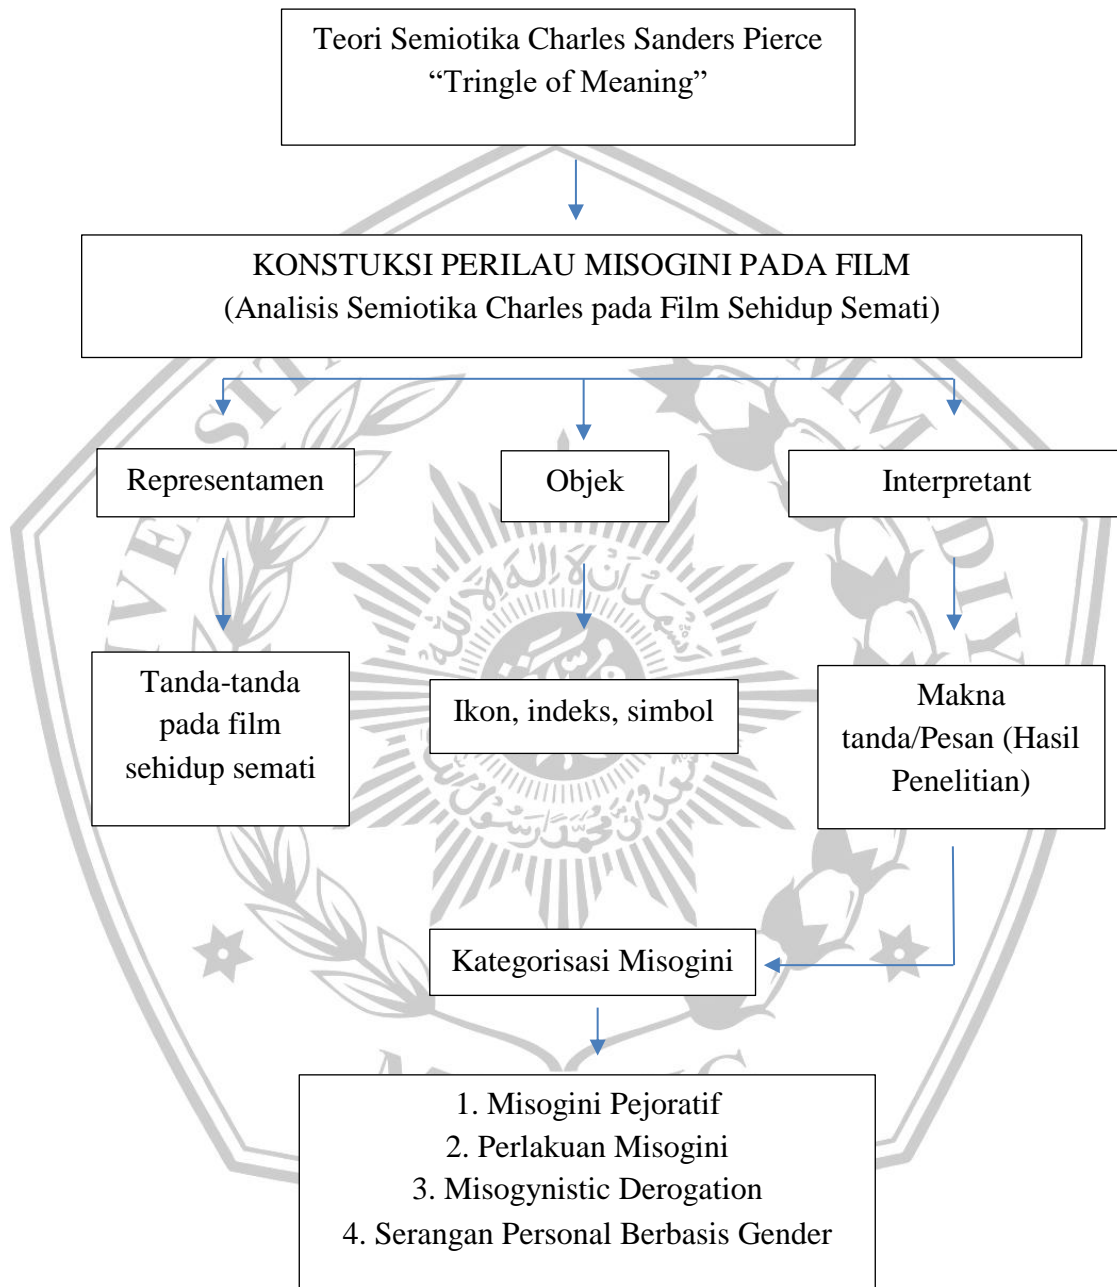 Teori Semiotika Charles Sanders Pierce
“Tringle of Meaning”
KONSTUKSI PERILAU MISOGINI PADA FILM
(Analisis Semiotika Charles pada Film Sehidup Semati)
Representamen
Objek
Interpretant
Tanda-tanda
pada film
sehidup semati
Ikon, indeks, simbol
Makna
tanda/Pesan (Hasil
Penelitian)
Kategorisasi Misogini
1. Misogini Pejoratif
2. Perlakuan Misogini
3. Misogynistic Derogation
4. Serangan Personal Berbasis Gender